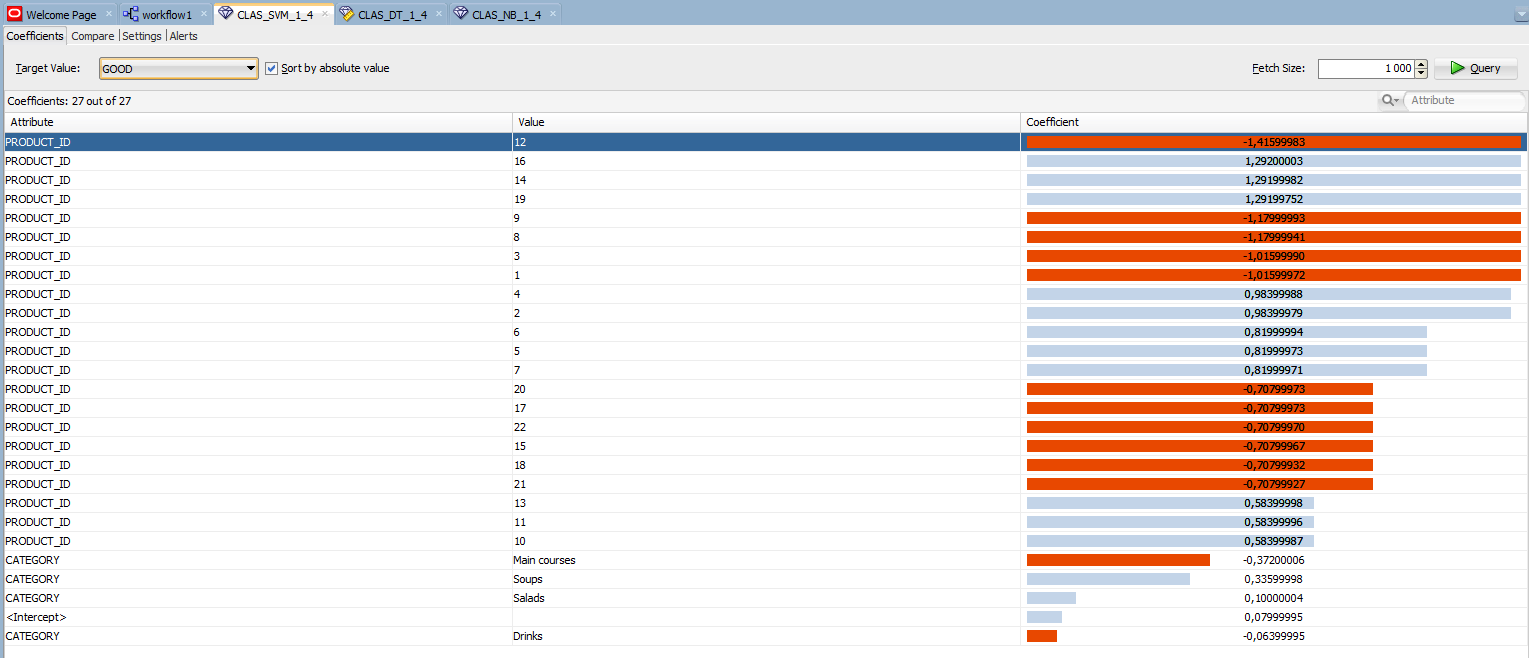 Welcome Page workflow1 CLAS_SVM_1_4 CLAS_DT_1_4 CLAS_NB_1_4
Coefficients Compare Settings Alerts
Target Value: GOOD Sort by absolute value Fetch Size: 1 000 Query
Coefficients: 27 out of 27 Attribute
Attribute Value Coefficient
PRODUCT_ID 12 -1,41599983
PRODUCT_ID 16 1,29200003
PRODUCT_ID 14 1,29199982
PRODUCT_ID 19 1,29199752
PRODUCT_ID 9 -1,17999993
PRODUCT_ID 8 -1,17999941
PRODUCT_ID 3 -1,01599990
PRODUCT_ID 1 -1,01599972
PRODUCT_ID 4 0,98399988
PRODUCT_ID 2 0,98399979
PRODUCT_ID 6 0,81999994
PRODUCT_ID 5 0,81999973
PRODUCT_ID 7 0,81999971
PRODUCT_ID 20 -0,70799973
PRODUCT_ID 17 -0,70799973
PRODUCT_ID 22 -0,70799970
PRODUCT_ID 15 -0,70799967
PRODUCT_ID 18 -0,70799932
PRODUCT_ID 21 -0,70799927
PRODUCT_ID 13 0,58399998
PRODUCT_ID 11 0,58399996
PRODUCT_ID 10 0,58399987
CATEGORY Main courses -0,37200006
CATEGORY Soups 0,33599998
CATEGORY Salads 0,10000004
<Intercept> 0,07999995
CATEGORY Drinks -0,06399995